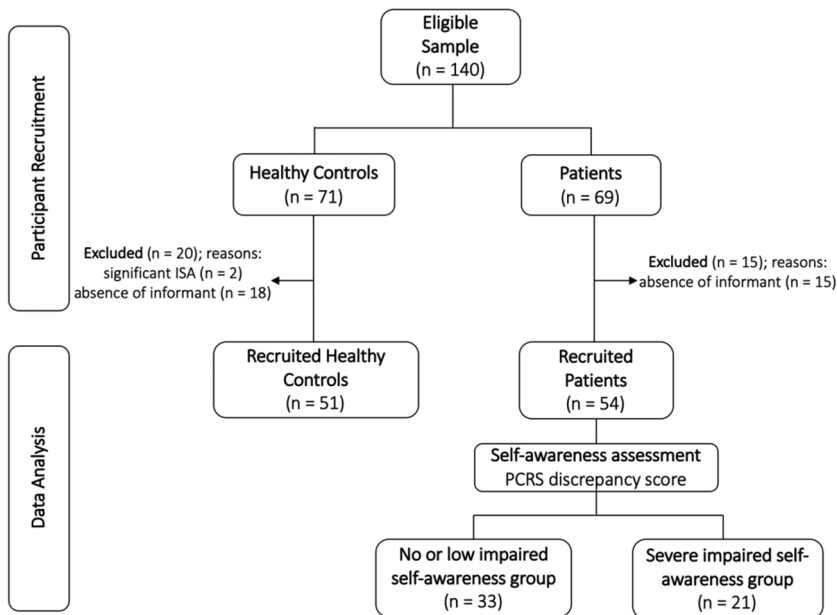 Participant Recruitment
Eligible
Sample
(n = 140)
Healthy Controls
(n = 71)
Patients
(n = 69)
Excluded (n = 20); reasons:
significant ISA (n = 2)
absence of informant (n = 18)
Excluded (n = 15); reasons:
absence of informant (n = 15)
Data Analysis
Recruited Healthy
Controls
(n = 51)
Recruited
Patients
(n = 54)
Self-awareness assessment
PCRS discrepancy score
No or low impaired
self-awareness group
(n = 33)
Severe impaired self-
awareness group
(n = 21)